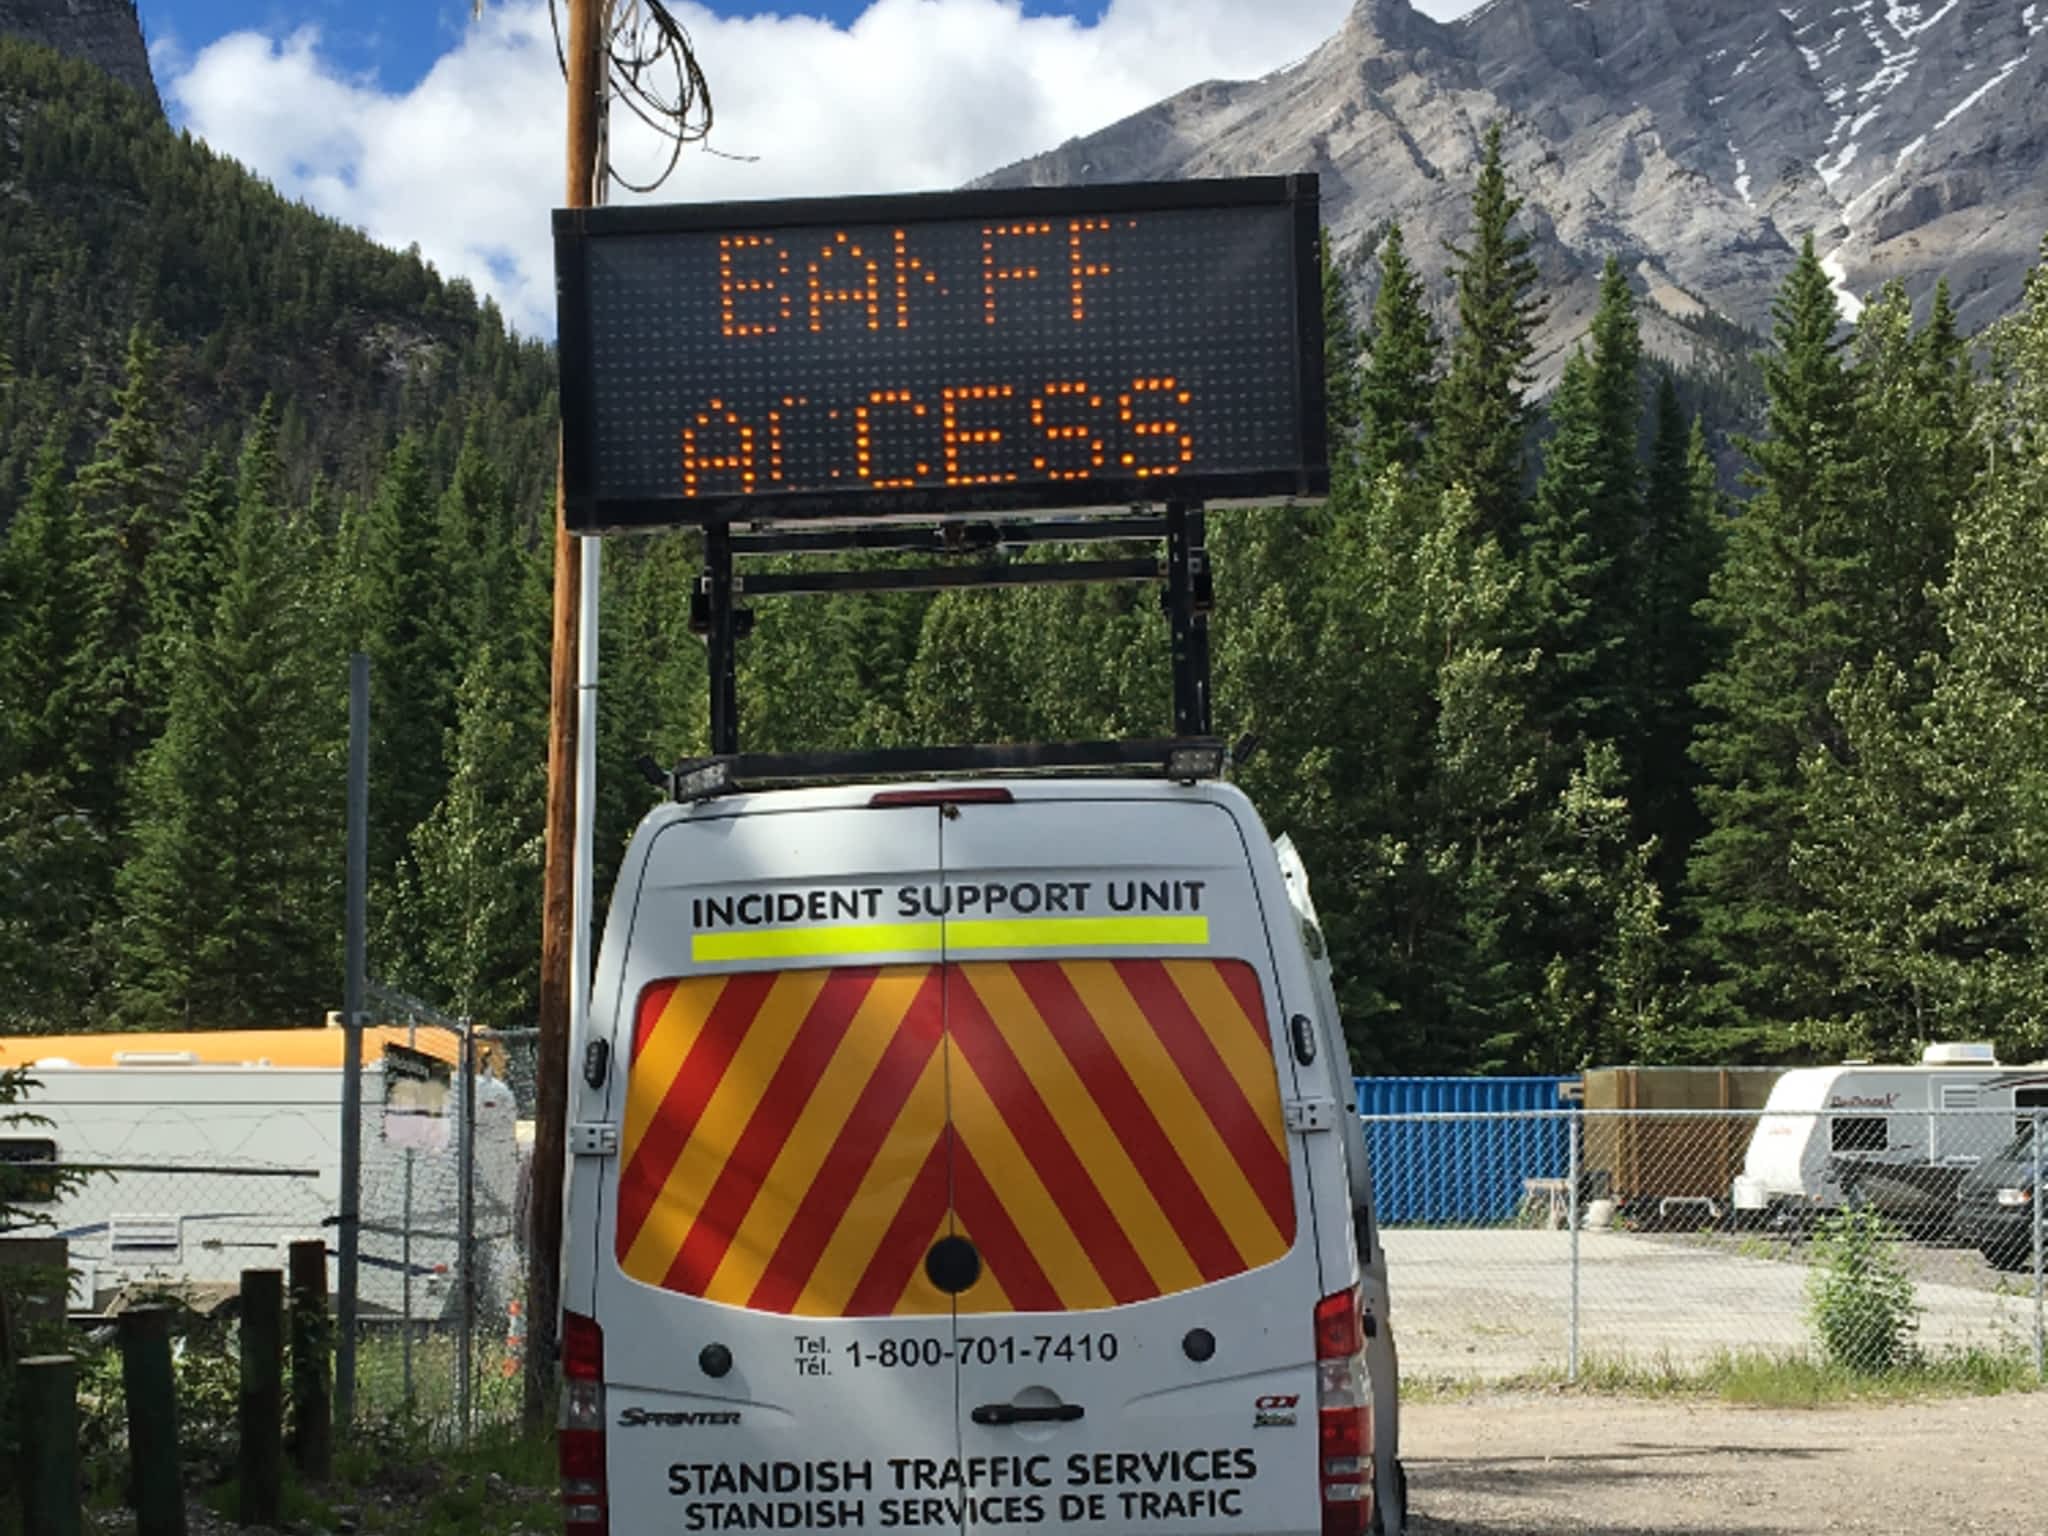 BANFF
ACCESS
INCIDENT SUPPORT UNIT
Tel.
Tél. 1-800-701-7410
SPRINTER
CDI
STANDISH TRAFFIC SERVICES
STANDISH SERVICES DE TRAFIC